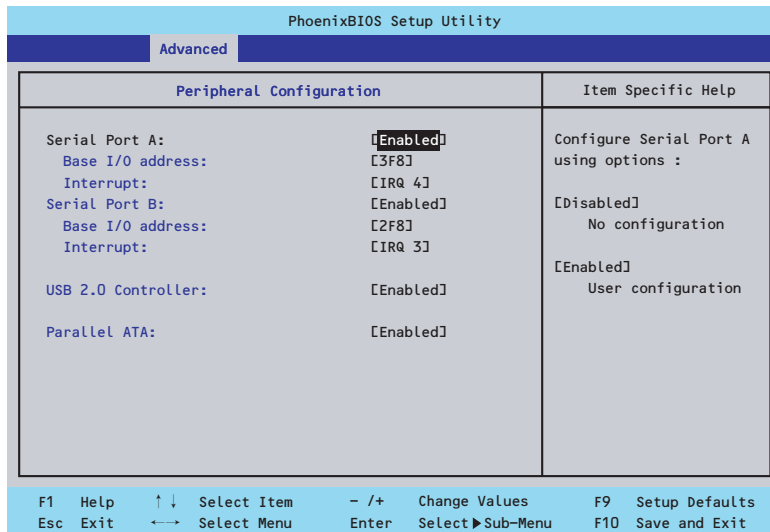 PhoenixBIOS Setup Utility
Advanced
Peripheral Configuration
Item Specific Help
Serial Port A: [Enabled]
Base I/O address: [3F8]
Interrupt: [IRQ 4]
Serial Port B: [Enabled]
Base I/O address: [2F8]
Interrupt: [IRQ 3]
USB 2.0 Controller: [Enabled]
Parallel ATA: [Enabled]
Configure Serial Port A
using options :
[Disabled]
No configuration
[Enabled]
User configuration
F1 Help ↑↓ Select Item - /+ Change Values F9 Setup Defaults
Esc Exit ←→ Select Menu Enter Select ▶ Sub-Menu F10 Save and Exit